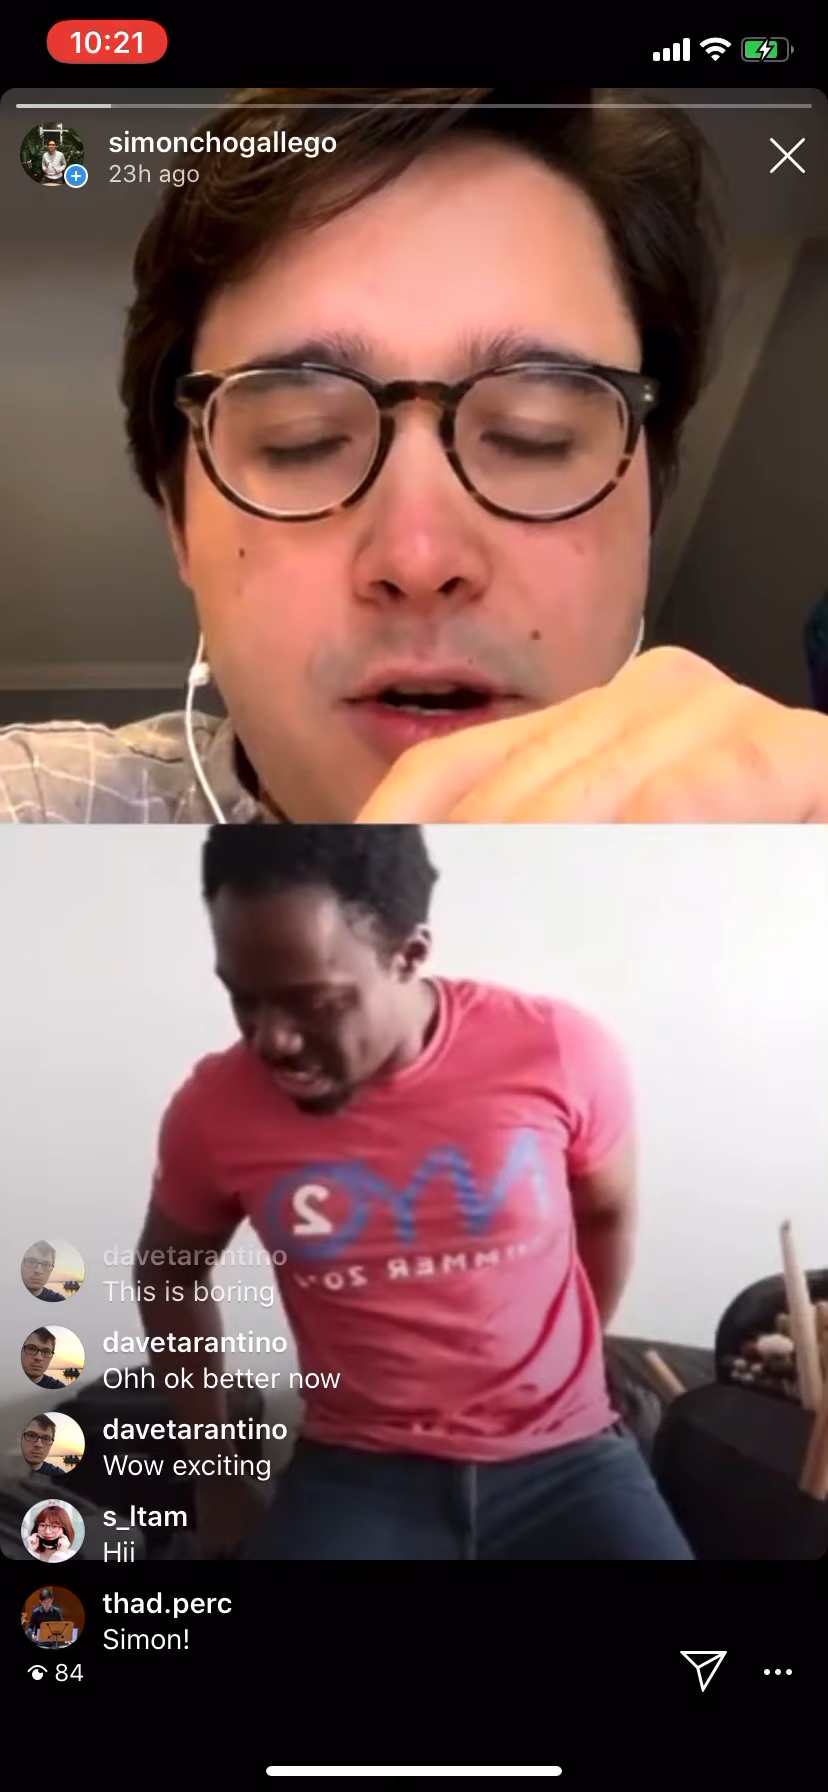 10:21
simonchogallego
23h ago
NYO2
davetarantino
This is boring
davetarantino
Ohh ok better now
davetarantino
Wow exciting
s_ltam
Hii
thad.perc
Simon!
84